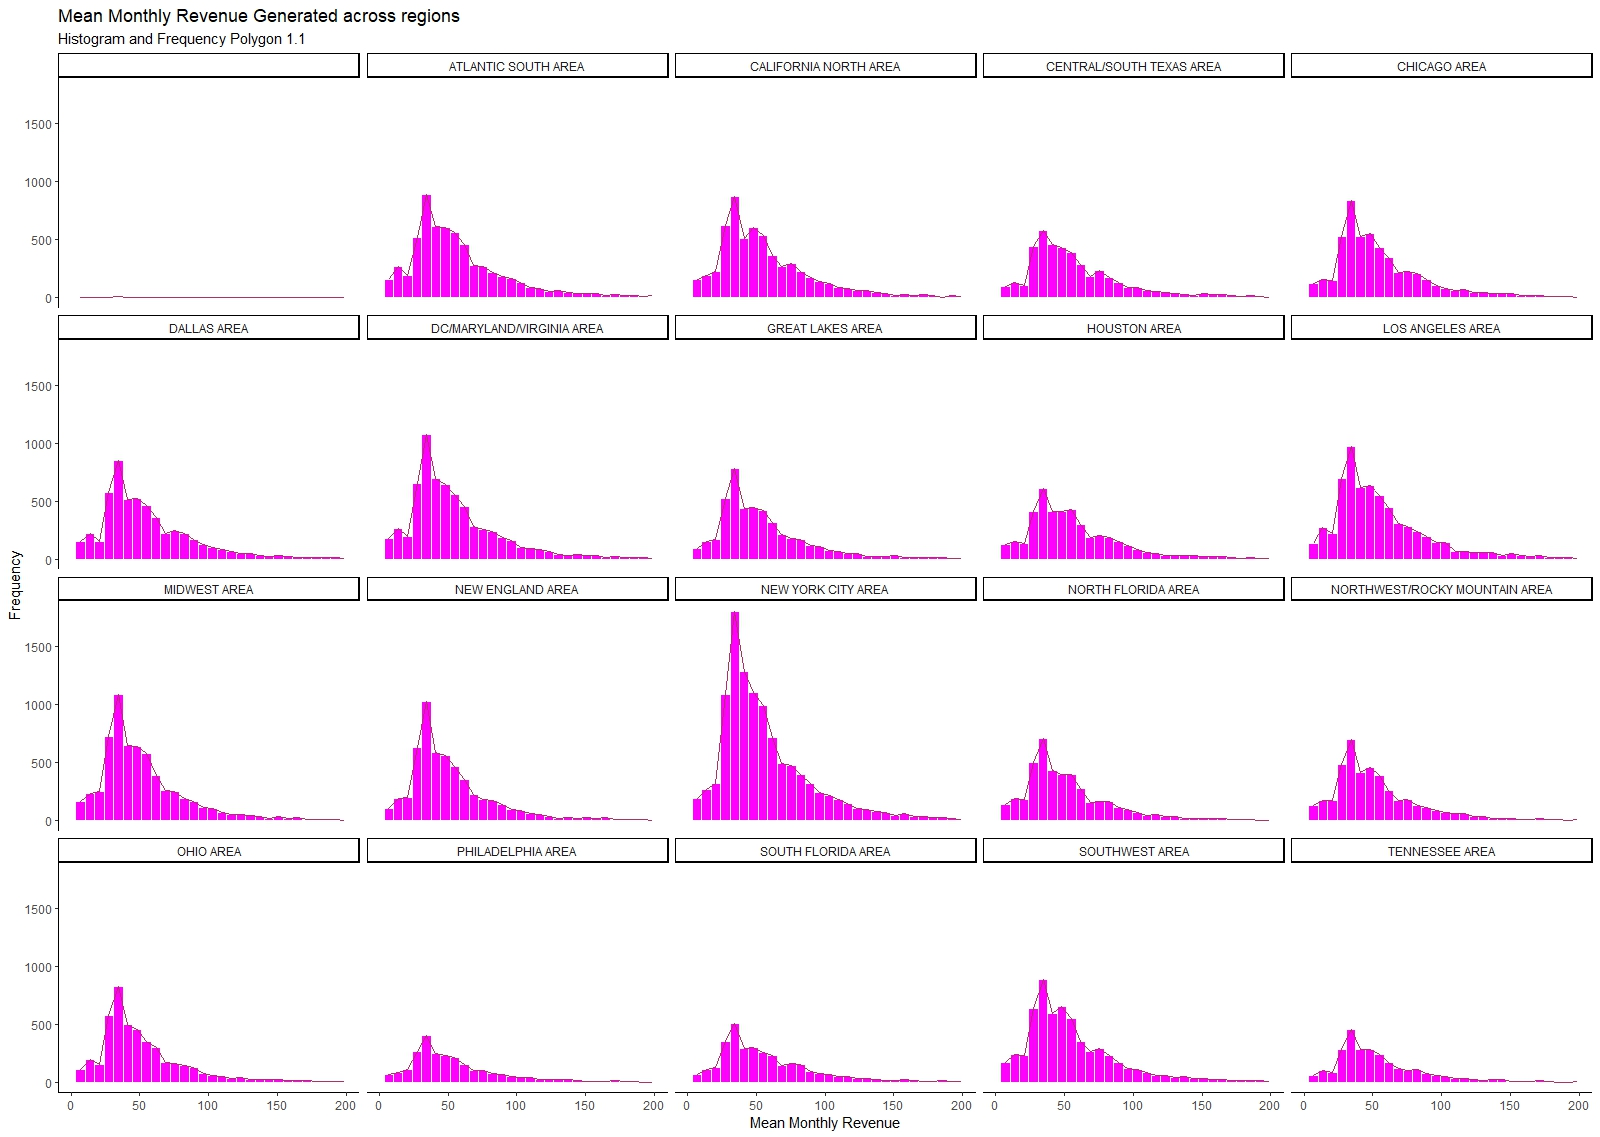 Mean Monthly Revenue Generated across regions
Histogram and Frequency Polygon 1.1
ATLANTIC SOUTH AREA
CALIFORNIA NORTH AREA
CENTRAL/SOUTH TEXAS AREA
CHICAGO AREA
1500
1000
500
0
DALLAS AREA
DC/MARYLAND/VIRGINIA AREA
GREAT LAKES AREA
HOUSTON AREA
LOS ANGELES AREA
1500
1000
500
0
Frequency
MIDWEST AREA
NEW ENGLAND AREA
NEW YORK CITY AREA
NORTH FLORIDA AREA
NORTHWEST/ROCKY MOUNTAIN AREA
1500
1000
500
0
OHIO AREA
PHILADELPHIA AREA
SOUTH FLORIDA AREA
SOUTHWEST AREA
TENNESSEE AREA
1500
1000
500
0
0 50 100 150 200
0 50 100 150 200
0 50 100 150 200
0 50 100 150 200
0 50 100 150 200
Mean Monthly Revenue